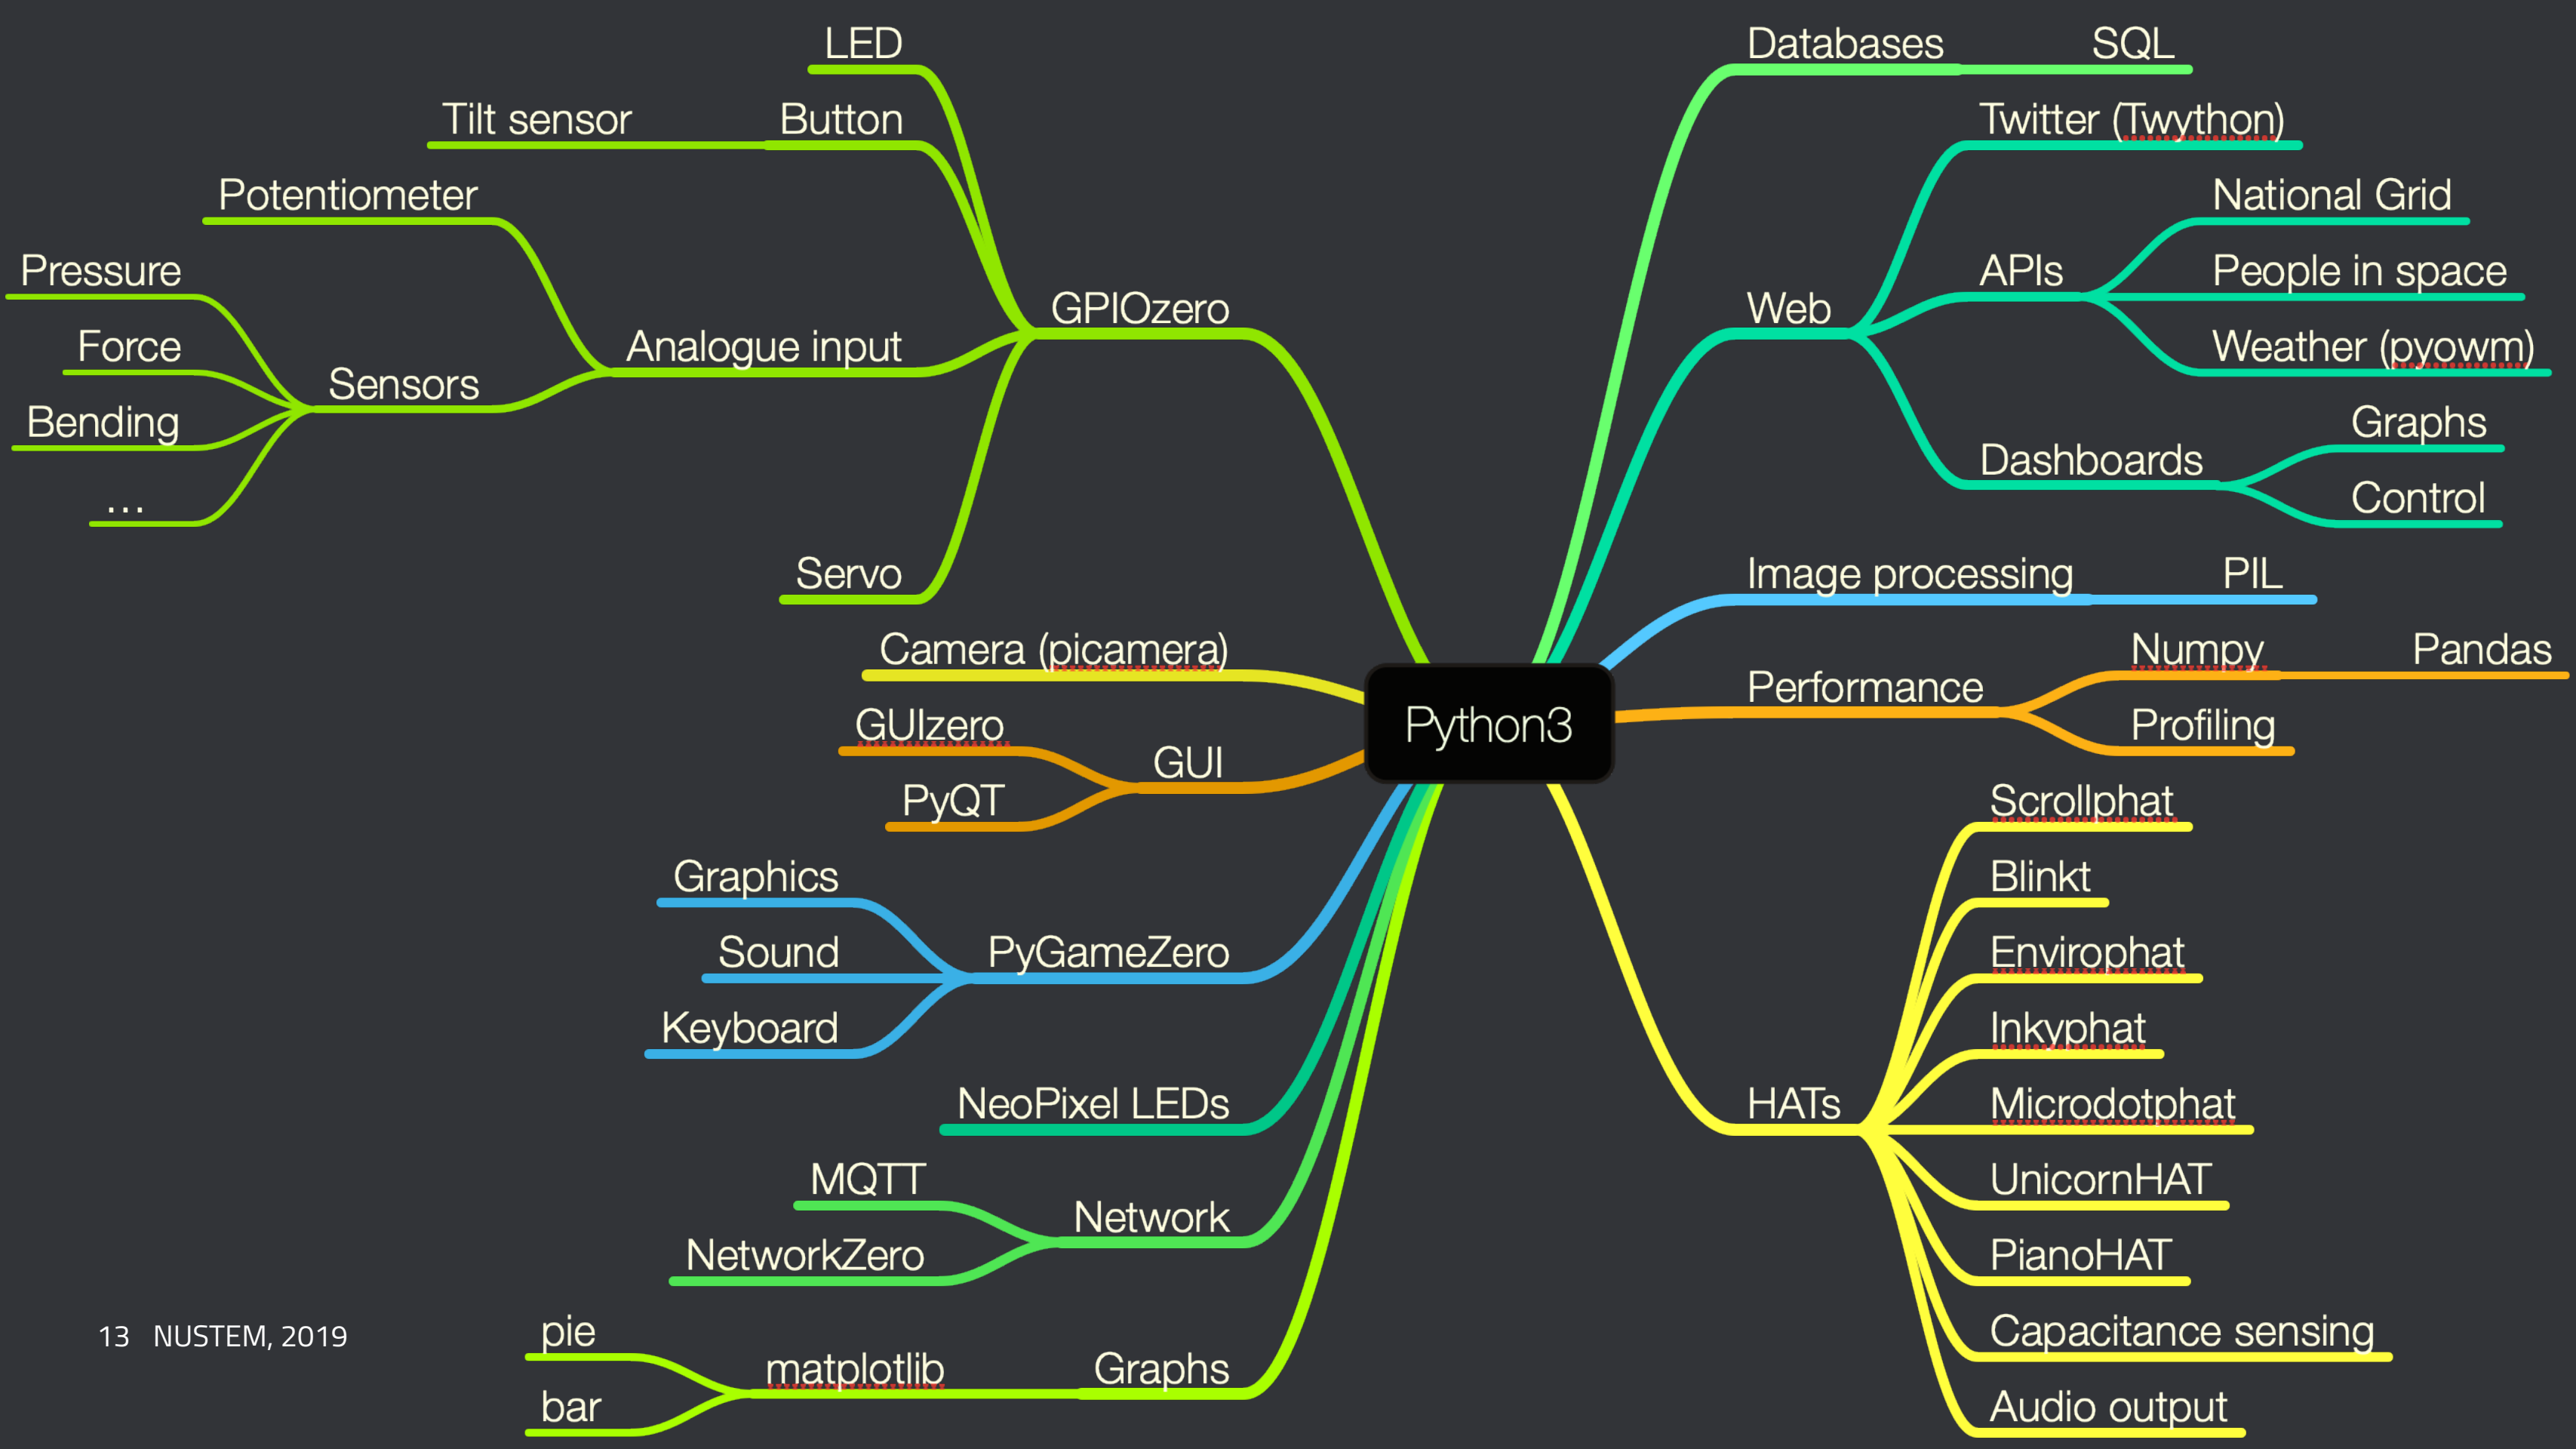 LED
Button
Tilt sensor
Potentiometer
Pressure
Force
Bending
...
Sensors
Analogue input
GPIOzero
Servo
Camera (picamera)
GUIzero
PyQT
GUI
Graphics
Sound
Keyboard
PyGameZero
NeoPixel LEDs
MQTT
NetworkZero
Network
pie
bar
matplotlib
Graphs
Python3
Databases
SQL
Web
Twitter (Twython)
APIs
National Grid
People in space
Weather (pyowm)
Dashboards
Graphs
Control
Image processing
PIL
Performance
Numpy
Pandas
Profiling
HATs
Scrollphat
Blinkt
Envirophat
Inkyphat
Microdotphat
UnicornHAT
PianoHAT
Capacitance sensing
Audio output
13 NUSTEM, 2019